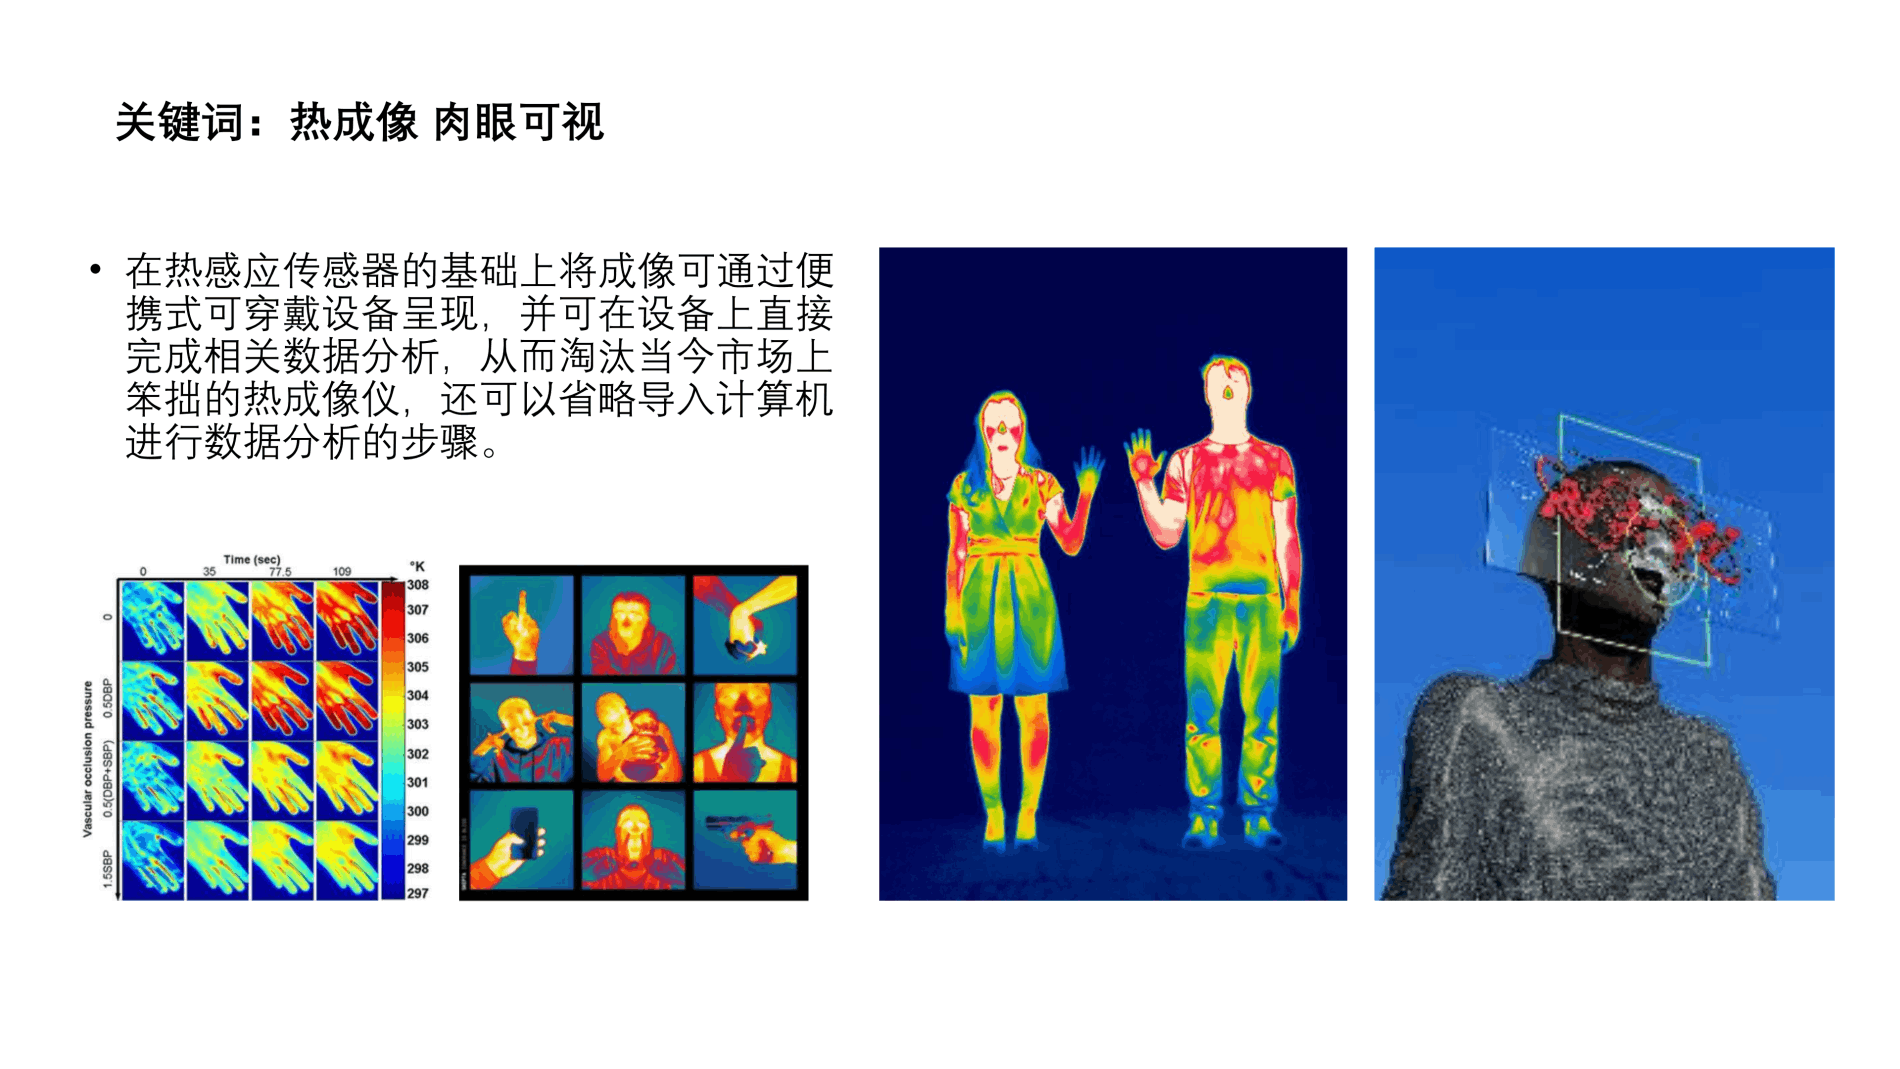 关键词：热成像 肉眼可视
• 在热感应传感器的基础上将成像可通过便
携式可穿戴设备呈现，并可在设备上直接
完成相关数据分析，从而淘汰当今市场上
笨拙的热成像仪，还可以省略导入计算机
进行数据分析的步骤。
Time (sec)
0 35 77.5 109
°K
308
307
306
305
304
303
302
301
300
299
298
297
Vascular occlusion pressure
0
0.5DBP
0.5(DBP+SBP)
1.5SBP